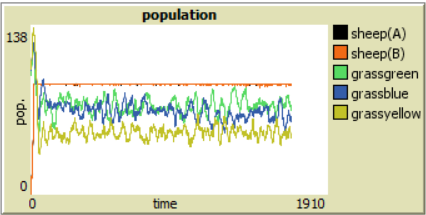 population
138
pop.
0
0
time
1910
sheep(A)
sheep(B)
grassgreen
grassblue
grassyellow